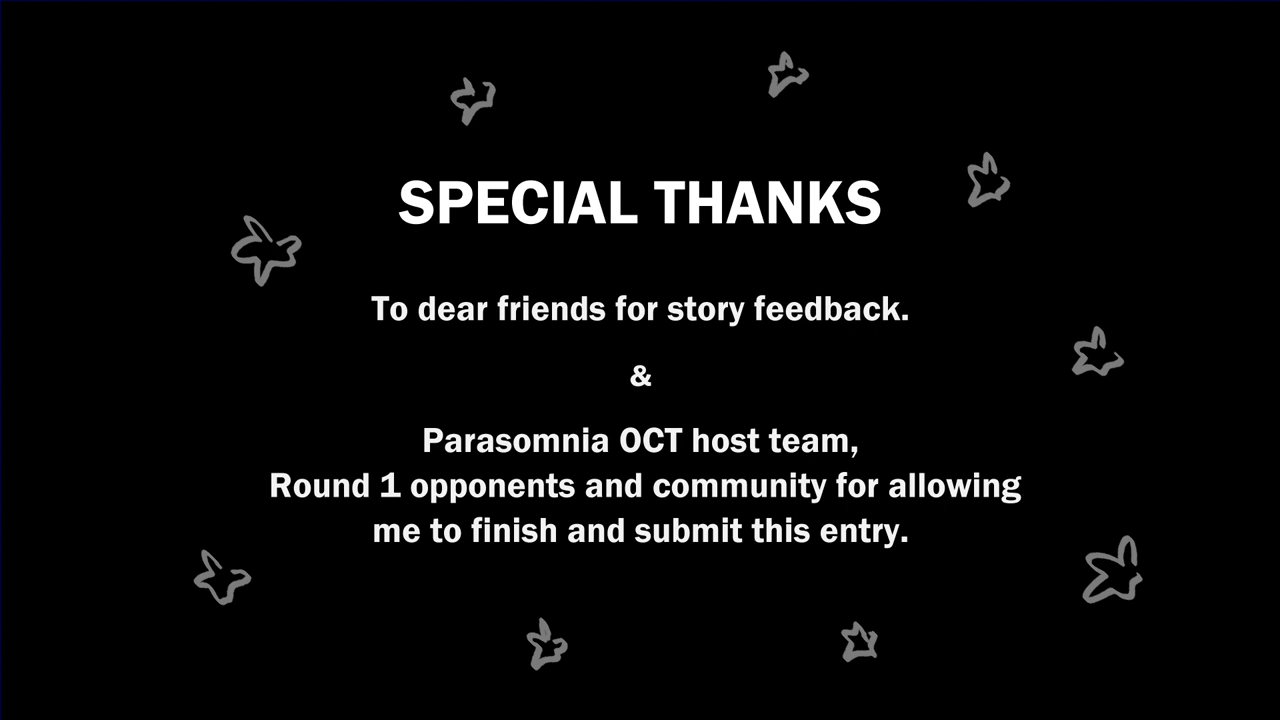 SPECIAL THANKS
To dear friends for story feedback.
&
Parasomnia OCT host team,
Round 1 opponents and community for allowing
me to finish and submit this entry.